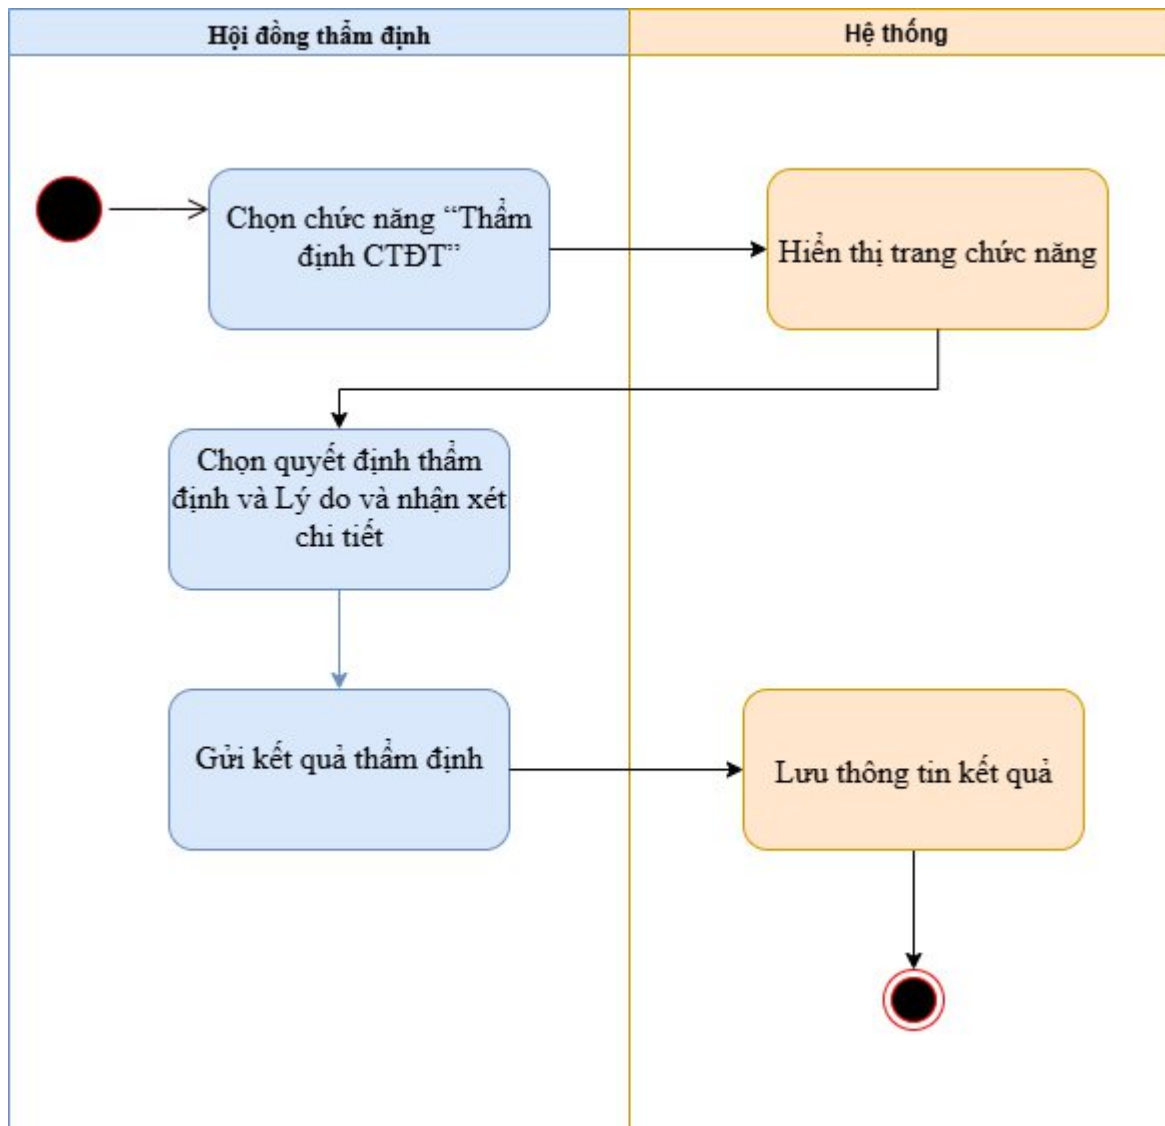 Hội đồng thẩm định
Hệ thống
Chọn chức năng “Thẩm
định CTĐT”
Hiển thị trang chức năng
Chọn quyết định thẩm
định và Lý do và nhận xét
chi tiết
Gửi kết quả thẩm định
Lưu thông tin kết quả